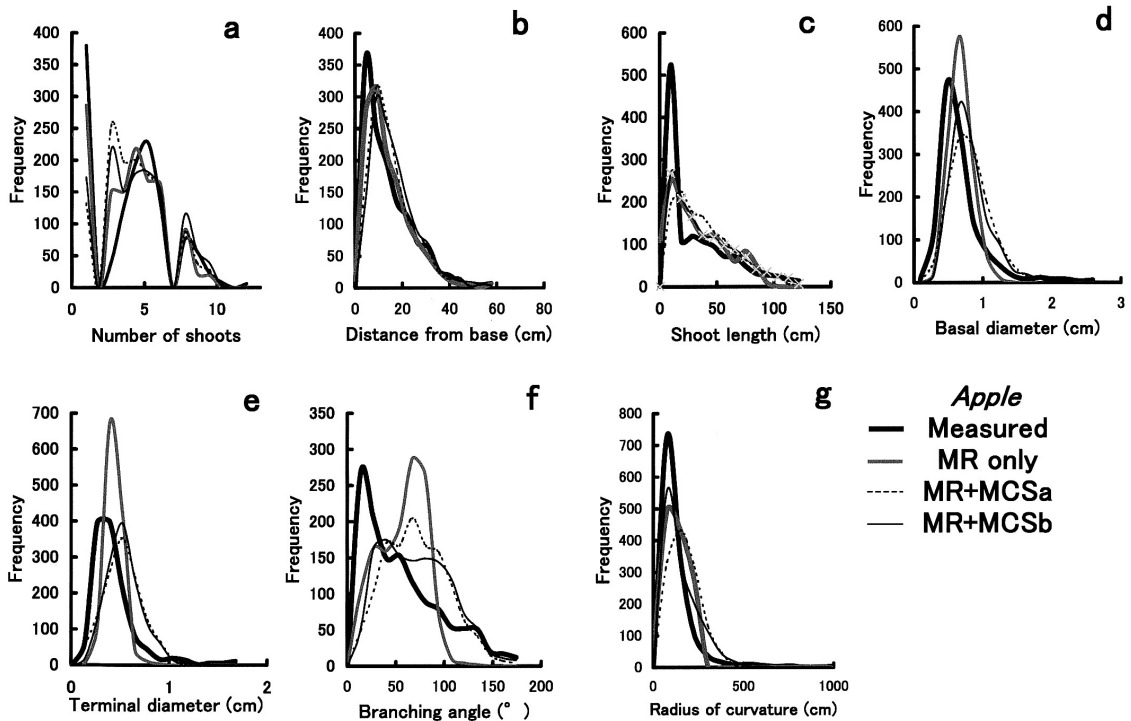 a
400
350
300
250
200
150
100
50
0
0 5 10
Frequency
Number of shoots
b
400
350
300
250
200
150
100
50
0
0 20 40 60 80
Frequency
Distance from base (cm)
c
600
500
400
300
200
100
0
0 50 100 150
Frequency
Shoot length (cm)
d
600
500
400
300
200
100
0
0 1 2 3
Frequency
Basal diameter (cm)
e
700
600
500
400
300
200
100
0
0 1 2
Frequency
Terminal diameter (cm)
f
350
300
250
200
150
100
50
0
0 50 100 150 200
Frequency
Branching angle (° )
g
800
700
600
500
400
300
200
100
0
0 500 1000
Frequency
Radius of curvature (cm)
Apple
Measured
MR only
MR+MCSa
MR+MCSb